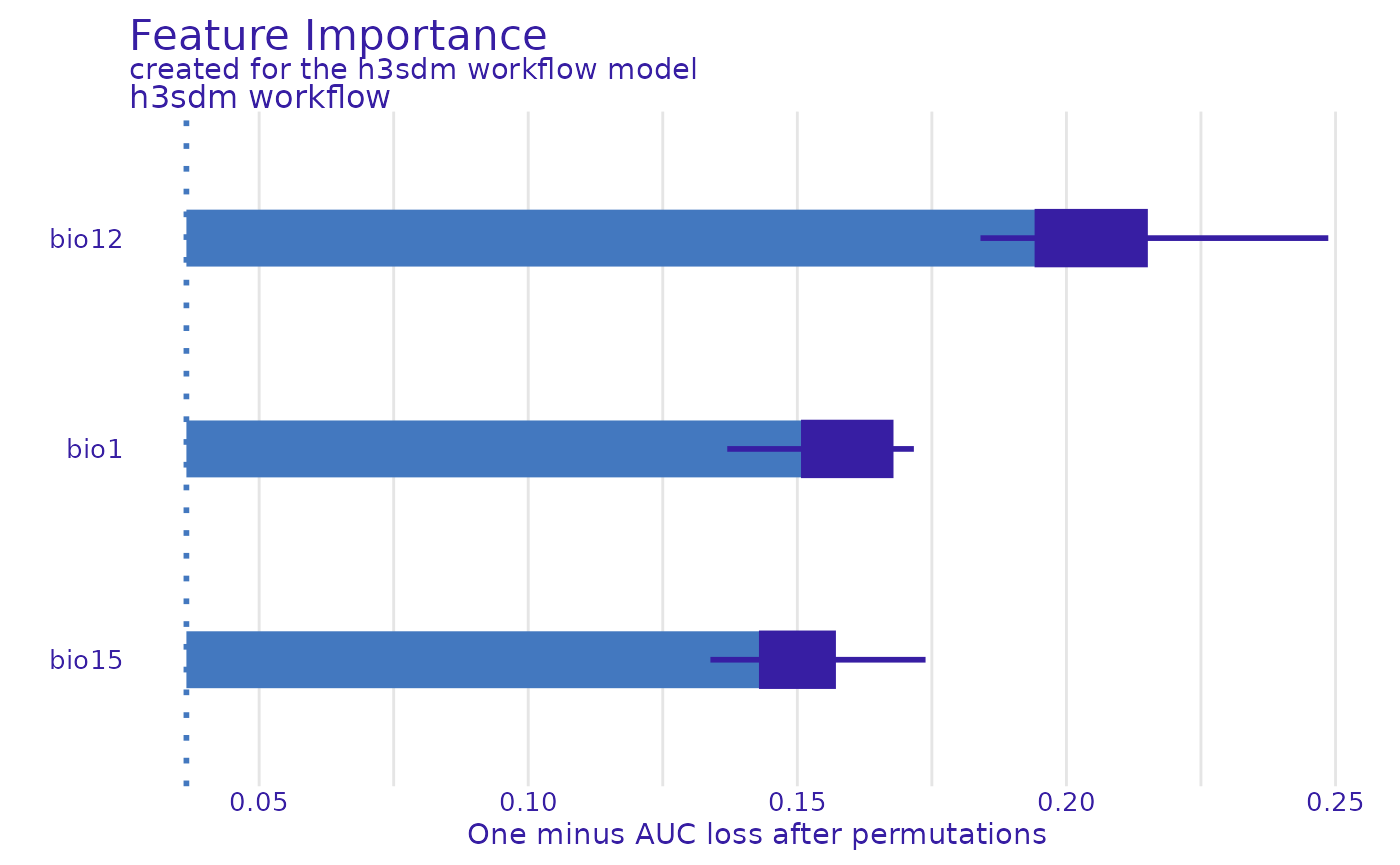 Feature Importance
created for the h3sdm workflow model
h3sdm workflow
bio12
bio1
bio15
0.05 0.10 0.15 0.20 0.25
One minus AUC loss after permutations